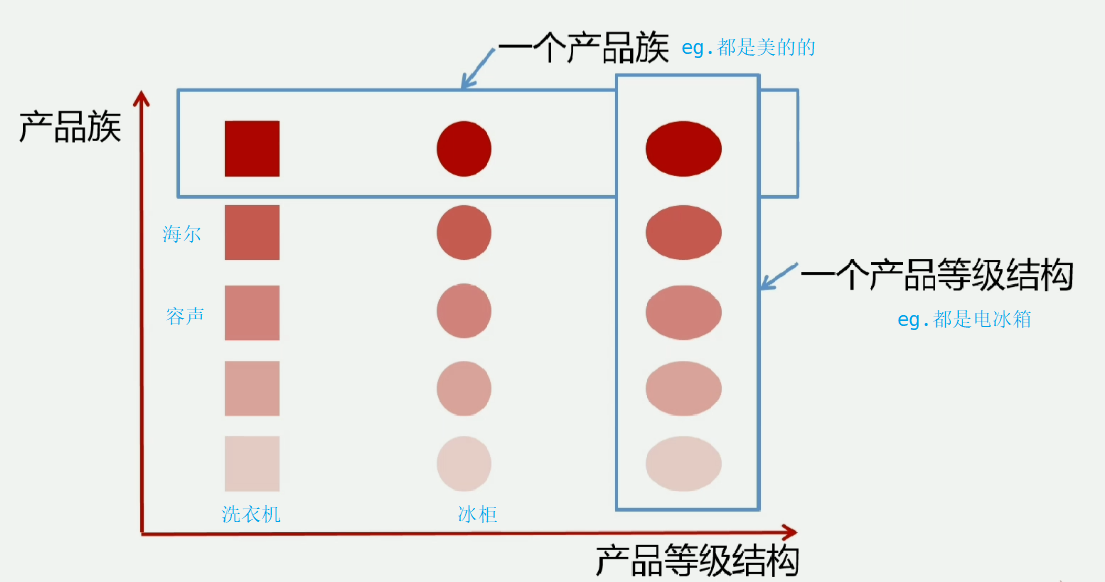 一个产品族 eg.都是美的的
产品族
海尔
一个产品等级结构
容声
eg.都是电冰箱
洗衣机 冰柜
产品等级结构